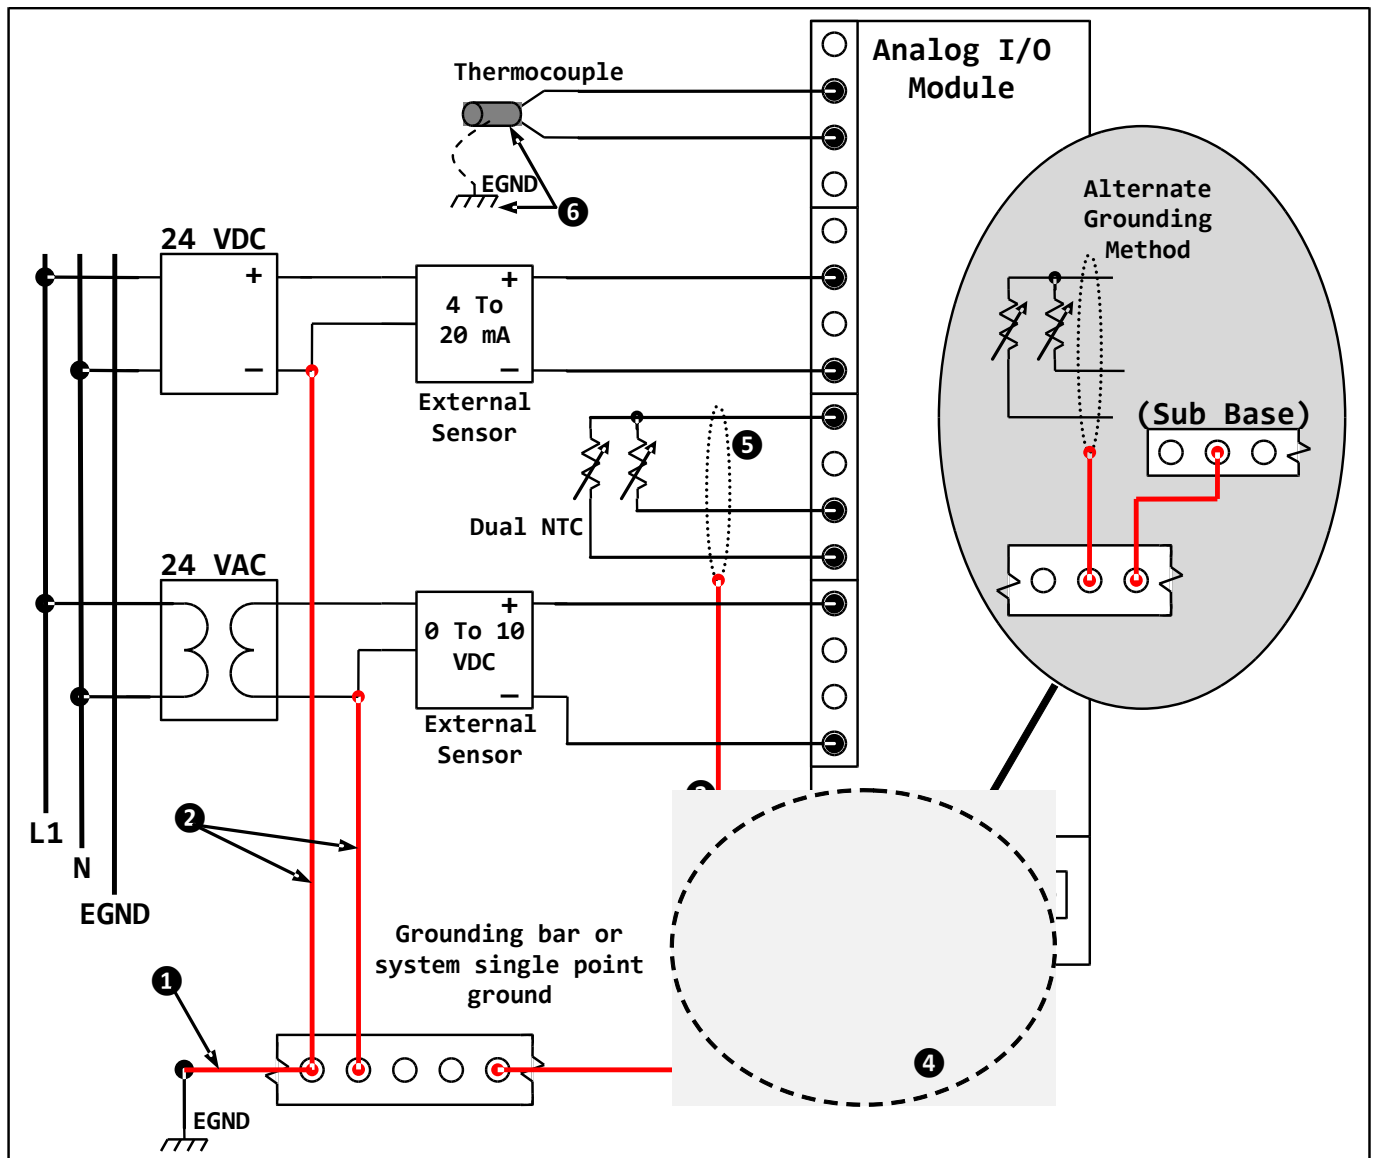 Analog I/O
Module
Thermocouple
EGND
6
Alternate
Grounding
Method
24 VDC
+
−
+
4 To
20 mA
−
External
Sensor
(Sub Base)
5
Dual NTC
24 VAC
+
0 To 10
VDC
−
External
Sensor
2
L1
N
EGND
Grounding bar or
system single point
ground
1
4
EGND